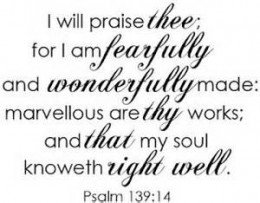 I will praise thee;
for I am fearfully
and wonderfully made:
marvellous are thy works;
and that my soul
knoweth right well.
Psalm 139:14